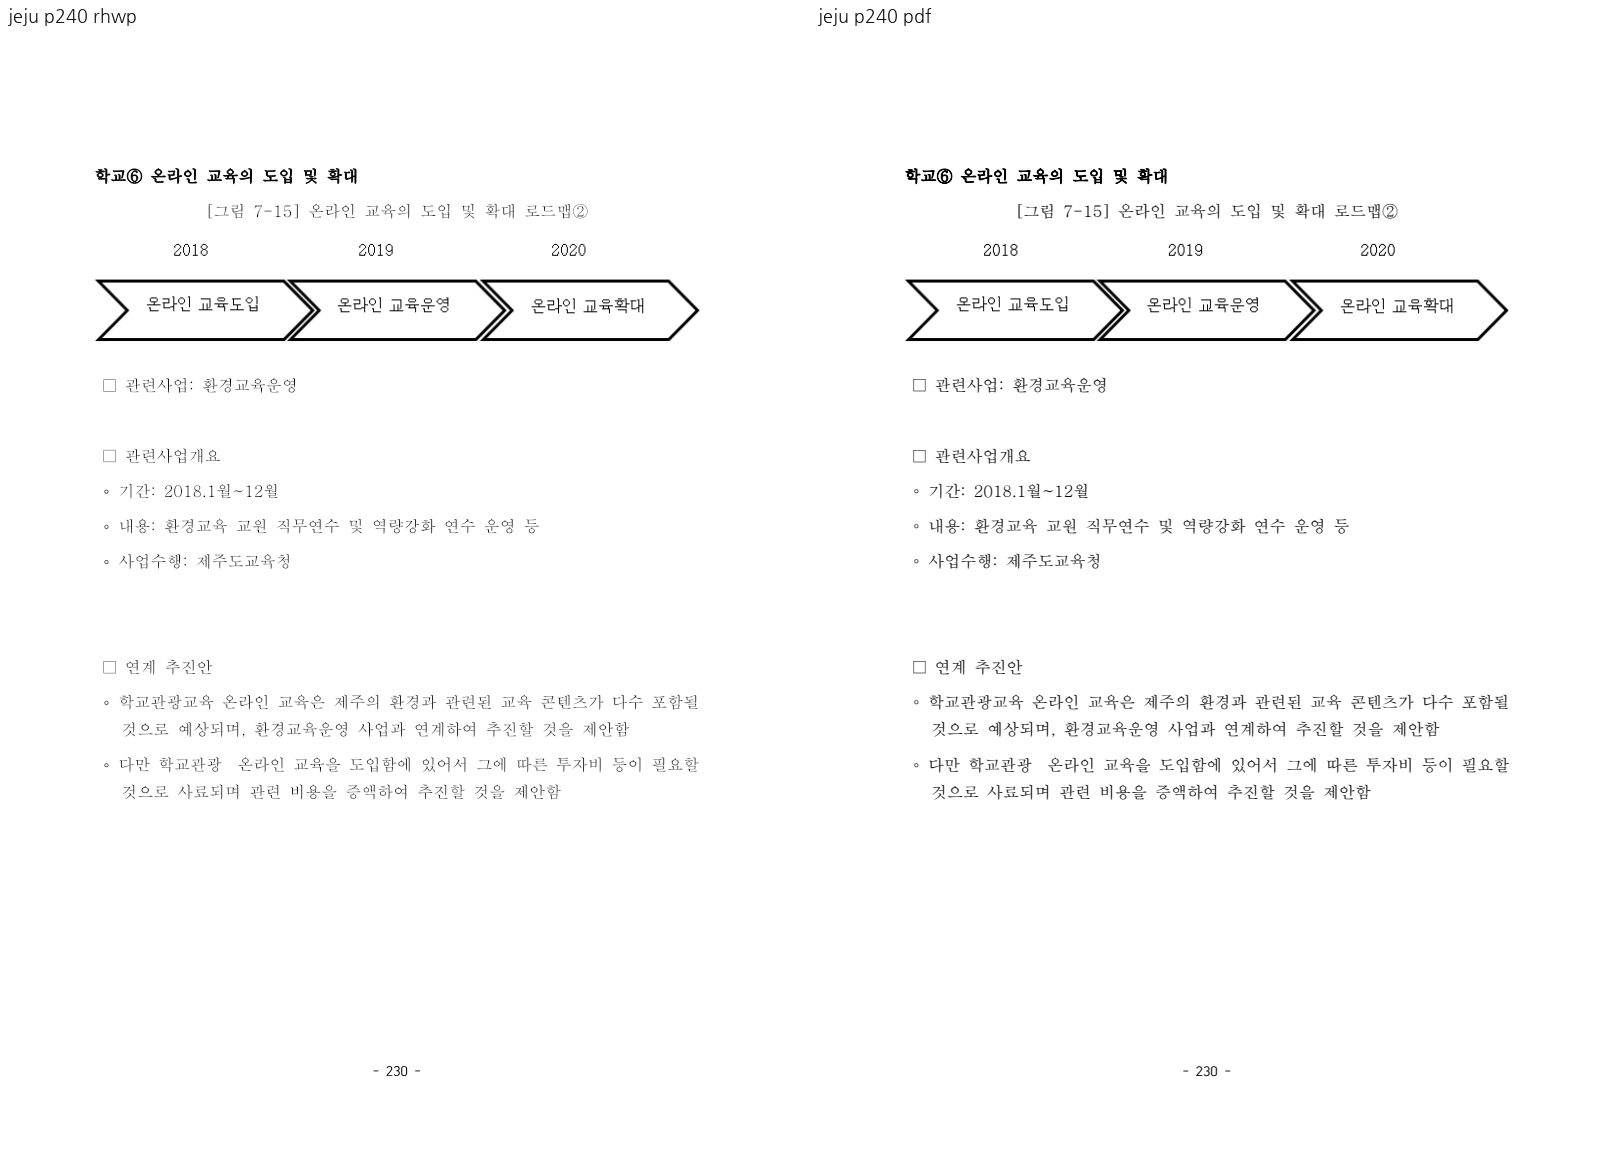 jeju p240 rhwp
학교⑥ 온라인 교육의 도입 및 확대
[그림 7-15] 온라인 교육의 도입 및 확대 로드맵②
2018 2019 2020
온라인 교육도입 온라인 교육운영 온라인 교육확대
□ 관련사업: 환경교육운영
□ 관련사업개요
∘ 기간: 2018.1월~12월
∘ 내용: 환경교육 교원 직무연수 및 역량강화 연수 운영 등
∘ 사업수행: 제주도교육청
□ 연계 추진안
∘ 학교관광교육 온라인 교육은 제주의 환경과 관련된 교육 콘텐츠가 다수 포함될
것으로 예상되며, 환경교육운영 사업과 연계하여 추진할 것을 제안함
∘ 다만 학교관광  온라인 교육을 도입함에 있어서 그에 따른 투자비 등이 필요할
것으로 사료되며 관련 비용을 증액하여 추진할 것을 제안함
- 230 -
jeju p240 pdf
학교⑥ 온라인 교육의 도입 및 확대
[그림 7-15] 온라인 교육의 도입 및 확대 로드맵②
2018 2019 2020
온라인 교육도입 온라인 교육운영 온라인 교육확대
□ 관련사업: 환경교육운영
□ 관련사업개요
∘ 기간: 2018.1월~12월
∘ 내용: 환경교육 교원 직무연수 및 역량강화 연수 운영 등
∘ 사업수행: 제주도교육청
□ 연계 추진안
∘ 학교관광교육 온라인 교육은 제주의 환경과 관련된 교육 콘텐츠가 다수 포함될
것으로 예상되며, 환경교육운영 사업과 연계하여 추진할 것을 제안함
∘ 다만 학교관광  온라인 교육을 도입함에 있어서 그에 따른 투자비 등이 필요할
것으로 사료되며 관련 비용을 증액하여 추진할 것을 제안함
- 230 -